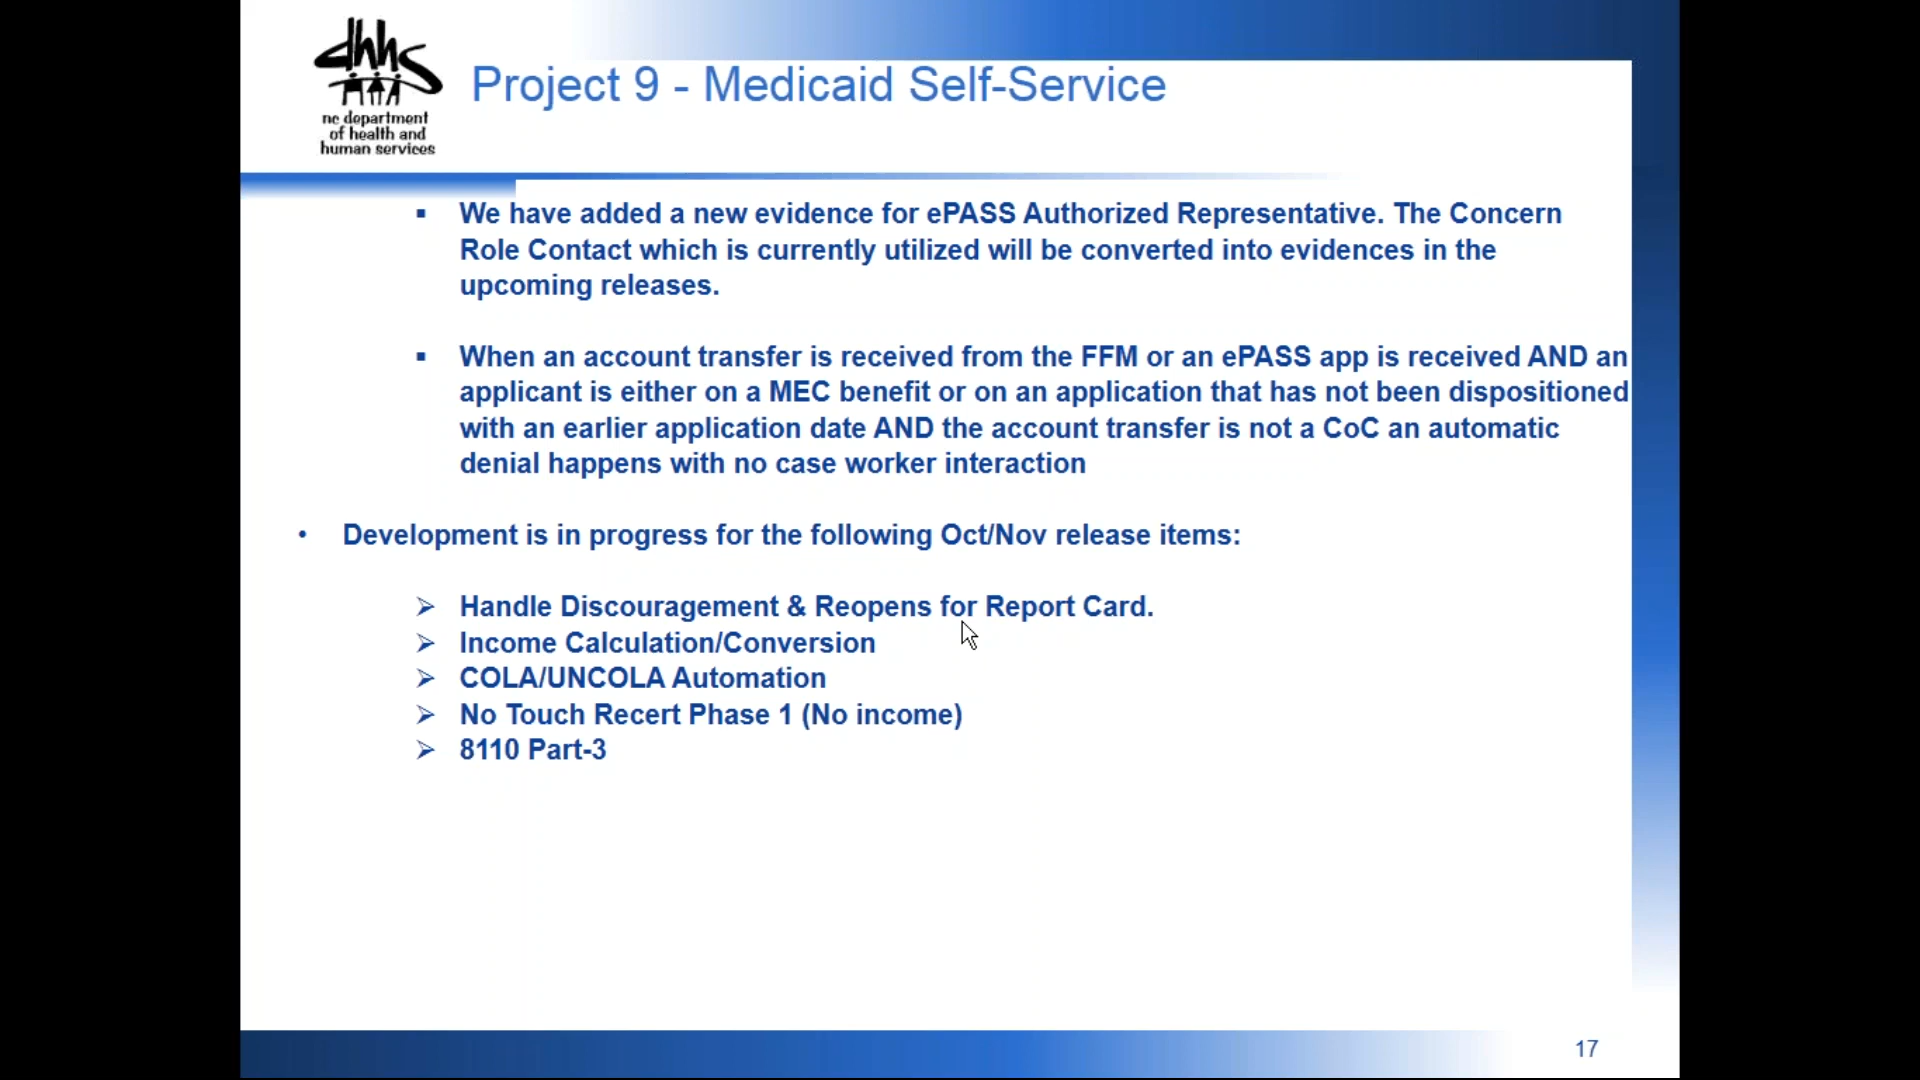 dhhs
nc department
of health and
human services
Project 9 - Medicaid Self-Service
▪ We have added a new evidence for ePASS Authorized Representative. The Concern
Role Contact which is currently utilized will be converted into evidences in the
upcoming releases.
▪ When an account transfer is received from the FFM or an ePASS app is received AND an
applicant is either on a MEC benefit or on an application that has not been dispositioned
with an earlier application date AND the account transfer is not a CoC an automatic
denial happens with no case worker interaction
• Development is in progress for the following Oct/Nov release items:
➢ Handle Discouragement & Reopens for Report Card.
➢ Income Calculation/Conversion
➢ COLA/UNCOLA Automation
➢ No Touch Recert Phase 1 (No income)
➢ 8110 Part-3
17